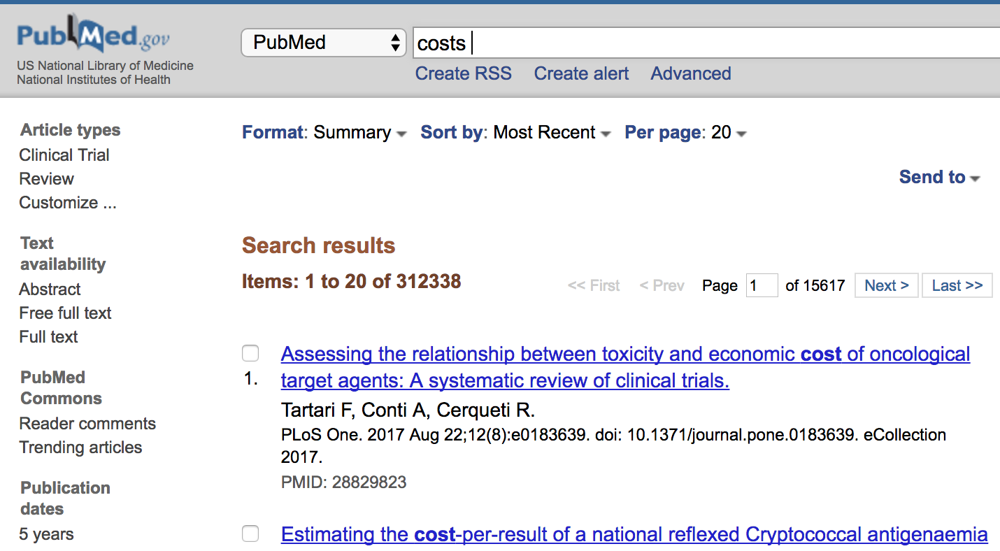 PubMed.gov
US National Library of Medicine
National Institutes of Health
PubMed
costs
Create RSS Create alert Advanced
Article types
Clinical Trial
Review
Customize ...
Text
availability
Abstract
Free full text
Full text
PubMed
Commons
Reader comments
Trending articles
Publication
dates
5 years
Format: Summary Sort by: Most Recent Per page: 20
Send to
Search results
Items: 1 to 20 of 312338
<< First < Prev Page 1 of 15617 Next > Last >>
1.
Assessing the relationship between toxicity and economic cost of oncological
target agents: A systematic review of clinical trials.
Tartari F, Conti A, Cerqueti R.
PLoS One. 2017 Aug 22;12(8):e0183639. doi: 10.1371/journal.pone.0183639. eCollection
2017.
PMID: 28829823
Estimating the cost-per-result of a national reflexed Cryptococcal antigenaemia